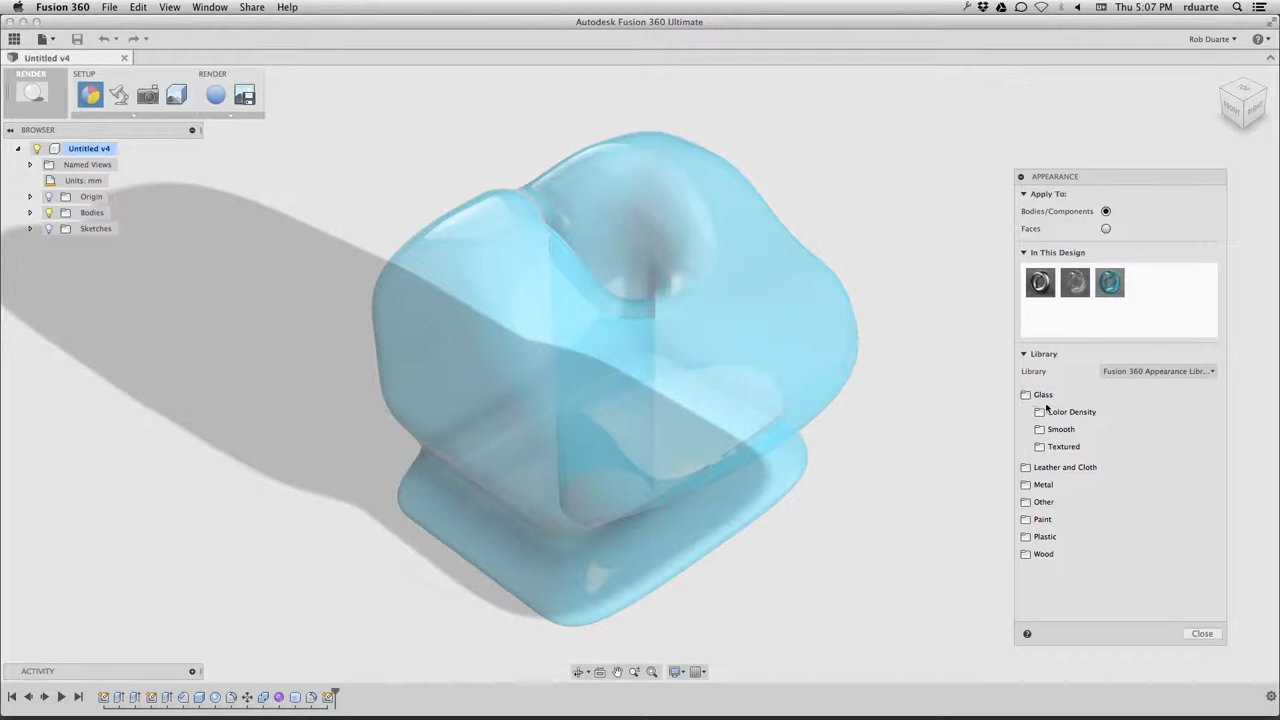 Fusion 360 File Edit View Window Share Help
Thu 5:07 PM rduarte
Autodesk Fusion 360 Ultimate
Rob Duarte
Untitled v4
RENDER
SETUP
RENDER
BROWSER
Untitled v4
Named Views
Units: mm
Origin
Bodies
Sketches
TOP
FRONT
RIGHT
APPEARANCE
Apply To:
Bodies/Components
Faces
In This Design
Library
Library Fusion 360 Appearance Libr...
Glass
Color Density
Smooth
Textured
Leather and Cloth
Metal
Other
Paint
Plastic
Wood
Close
ACTIVITY